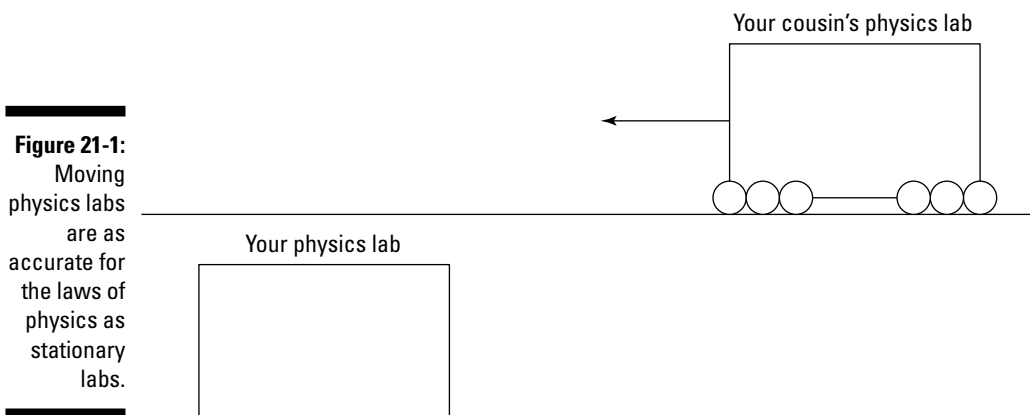 Your cousin's physics lab
Figure 21-1:
Moving
physics labs
are as
accurate for
the laws of
physics as
stationary
labs.
Your physics lab